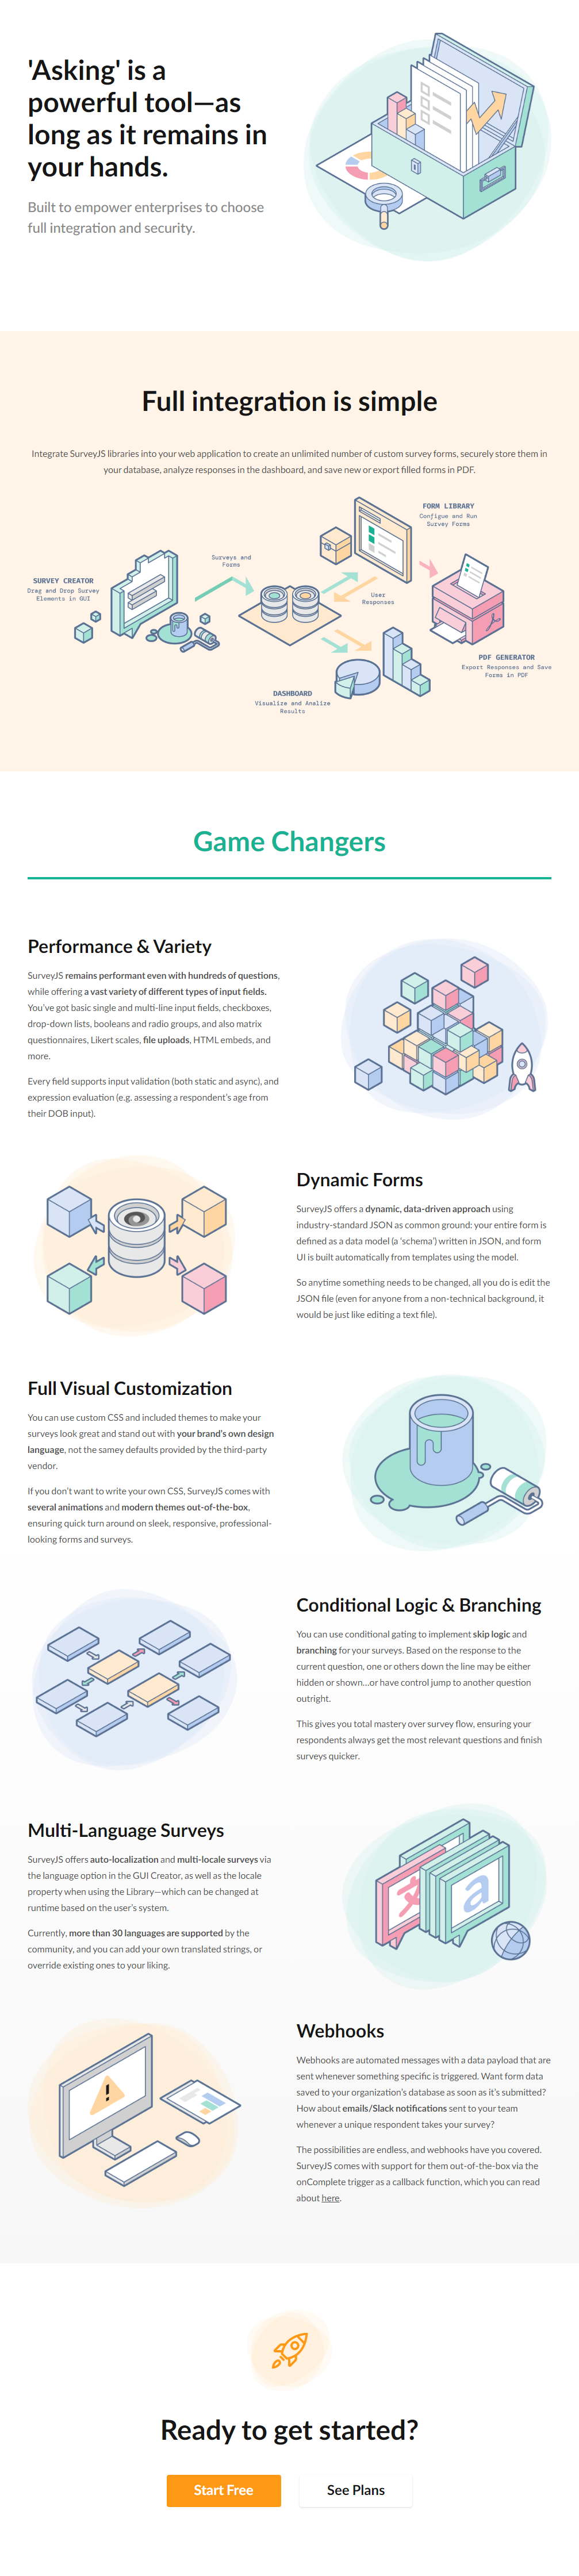 'Asking' is a
powerful tool—as
long as it remains in
your hands.
Built to empower enterprises to choose
full integration and security.
Full integration is simple
Integrate SurveyJS libraries into your web application to create an unlimited number of custom survey forms, securely store them in
your database, analyze responses in the dashboard, and save new or export filled forms in PDF.
FORM LIBRARY
Configue and Run
Survey Forms
Surveys and
Forms
SURVEY CREATOR
Drag and Drop Survey
Elements in GUI
User
Responses
PDF GENERATOR
Export Responses and Save
Forms in PDF
DASHBOARD
Visualize and Analize
Results
Game Changers
Performance & Variety
SurveyJS remains performant even with hundreds of questions,
while offering a vast variety of different types of input fields.
You've got basic single and multi-line input fields, checkboxes,
drop-down lists, booleans and radio groups, and also matrix
questionnaires, Likert scales, file uploads, HTML embeds, and
more.
Every field supports input validation (both static and async), and
expression evaluation (e.g. assessing a respondent's age from
their DOB input).
Dynamic Forms
SurveyJS offers a dynamic, data-driven approach using
industry-standard JSON as common ground: your entire form is
defined as a data model (a 'schema') written in JSON, and form
UI is built automatically from templates using the model.
So anytime something needs to be changed, all you do is edit the
JSON file (even for anyone from a non-technical background, it
would be just like editing a text file).
Full Visual Customization
You can use custom CSS and included themes to make your
surveys look great and stand out with your brand's own design
language, not the samey defaults provided by the third-party
vendor.
If you don't want to write your own CSS, SurveyJS comes with
several animations and modern themes out-of-the-box,
ensuring quick turn around on sleek, responsive, professional-
looking forms and surveys.
Conditional Logic & Branching
You can use conditional gating to implement skip logic and
branching for your surveys. Based on the response to the
current question, one or others down the line may be either
hidden or shown...or have control jump to another question
outright.
This gives you total mastery over survey flow, ensuring your
respondents always get the most relevant questions and finish
surveys quicker.
Multi-Language Surveys
SurveyJS offers auto-localization and multi-locale surveys via
the language option in the GUI Creator, as well as the locale
property when using the Library—which can be changed at
runtime based on the user's system.
Currently, more than 30 languages are supported by the
community, and you can add your own translated strings, or
override existing ones to your liking.
a
Webhooks
Webhooks are automated messages with a data payload that are
sent whenever something specific is triggered. Want form data
saved to your organization's database as soon as it's submitted?
How about emails/Slack notifications sent to your team
whenever a unique respondent takes your survey?
The possibilities are endless, and webhooks have you covered.
SurveyJS comes with support for them out-of-the-box via the
onComplete trigger as a callback function, which you can read
about here.
!
Ready to get started?
Start Free
See Plans